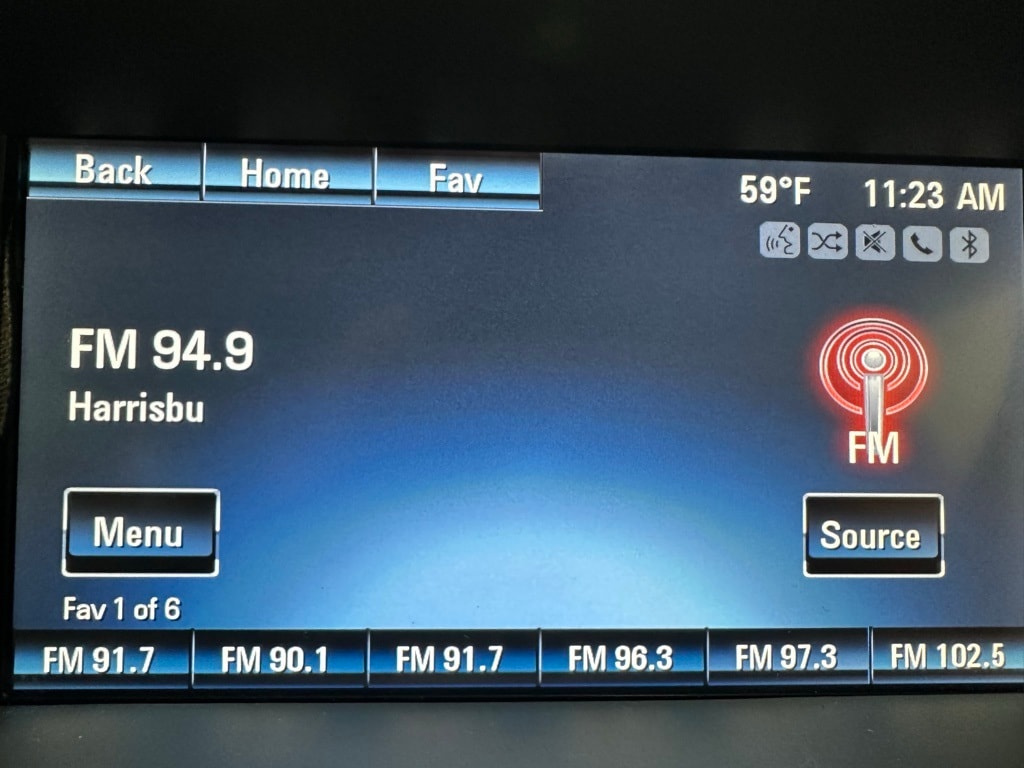 Back Home Fav
59°F 11:23 AM
FM 94.9
Harrisbu
FM
Menu
Source
Fav 1 of 6
FM 91.7 FM 90.1 FM 91.7 FM 96.3 FM 97.3 FM 102.5